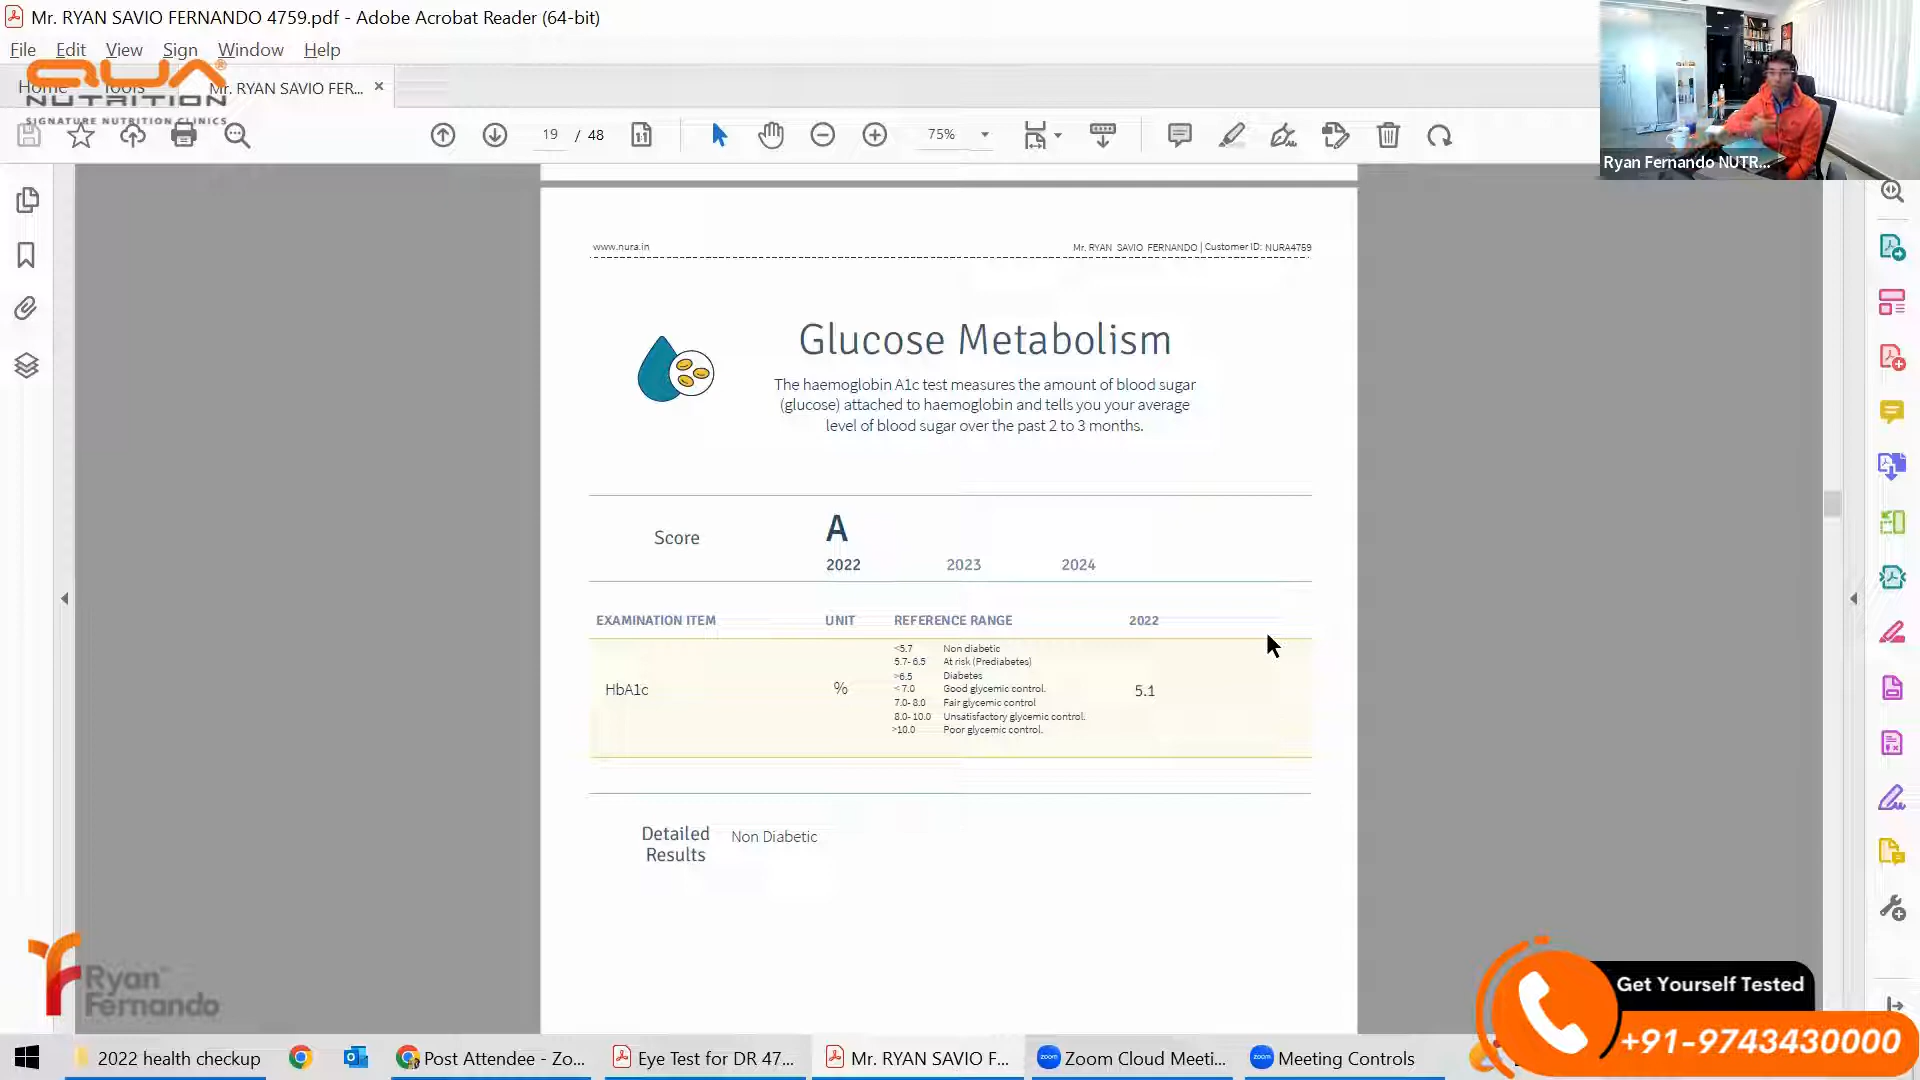 Mr. RYAN SAVIO FERNANDO 4759.pdf - Adobe Acrobat Reader (64-bit)
File Edit View Sign Window Help
Home Tools Mr. RYAN SAVIO FER... ×
QUA®
NUTRITION
SIGNATURE NUTRITION CLINICS
19 / 48 75%
Ryan Fernando NUTR...
www.nura.in
Mr. RYAN SAVIO FERNANDO | Customer ID: NURA4759
Glucose Metabolism
The haemoglobin A1c test measures the amount of blood sugar
(glucose) attached to haemoglobin and tells you your average
level of blood sugar over the past 2 to 3 months.
Score A
2022 2023 2024
EXAMINATION ITEM UNIT REFERENCE RANGE 2022
<5.7 Non diabetic
5.7- 6.5 At risk (Prediabetes)
>6.5 Diabetes
HbA1c % <7.0 Good glycemic control. 5.1
7.0- 8.0 Fair glycemic control
8.0- 10.0 Unsatisfactory glycemic control.
>10.0 Poor glycemic control.
Detailed
Results
Non Diabetic
rf Ryan™
Fernando
Get Yourself Tested
+91-9743430000
2022 health checkup
Post Attendee - Zo...
Eye Test for DR 47...
Mr. RYAN SAVIO F...
zoom Zoom Cloud Meeti...
zoom Meeting Controls